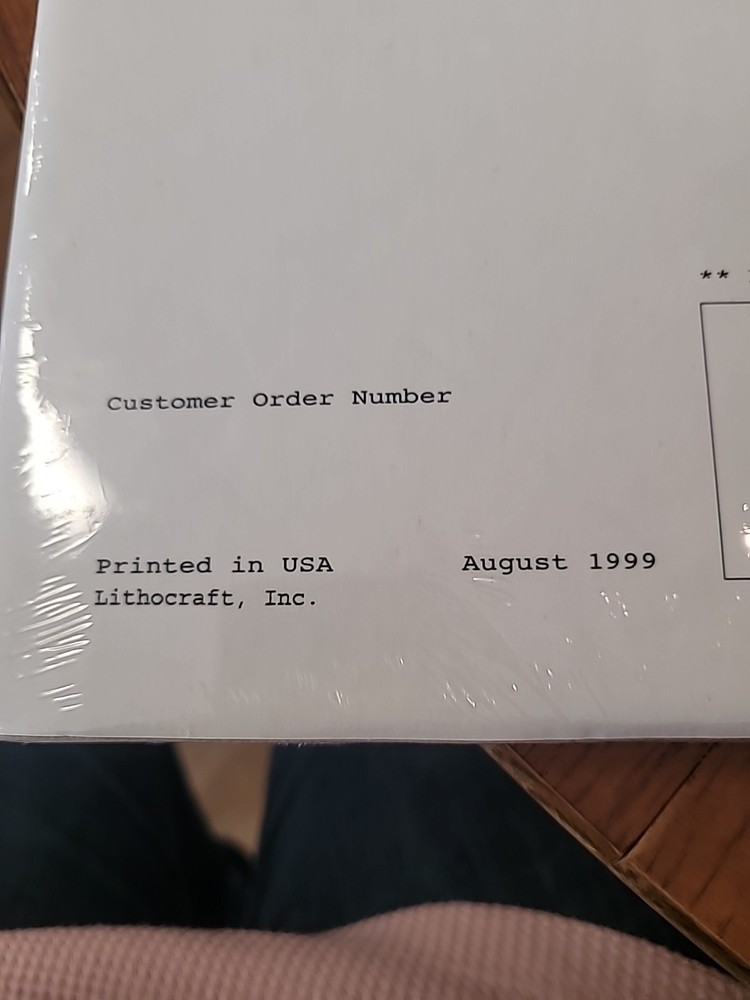 **
Customer Order Number
Printed in USA August 1999
Lithocraft, Inc.